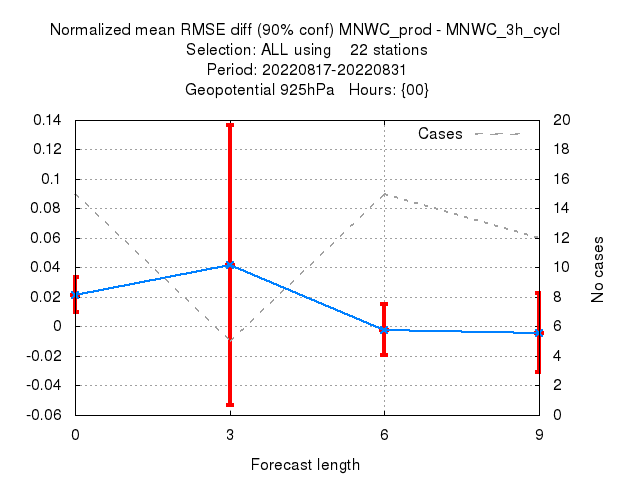 Normalized mean RMSE diff (90% conf) MNWC_prod - MNWC_3h_cycl
Selection: ALL using    22 stations
Period: 20220817-20220831
Geopotential 925hPa   Hours: {00}
0.14
0.12
0.1
0.08
0.06
0.04
0.02
0
-0.02
-0.04
-0.06
20
18
16
14
12
10
8
6
4
2
0
Cases
No cases
0 3 6 9
Forecast length